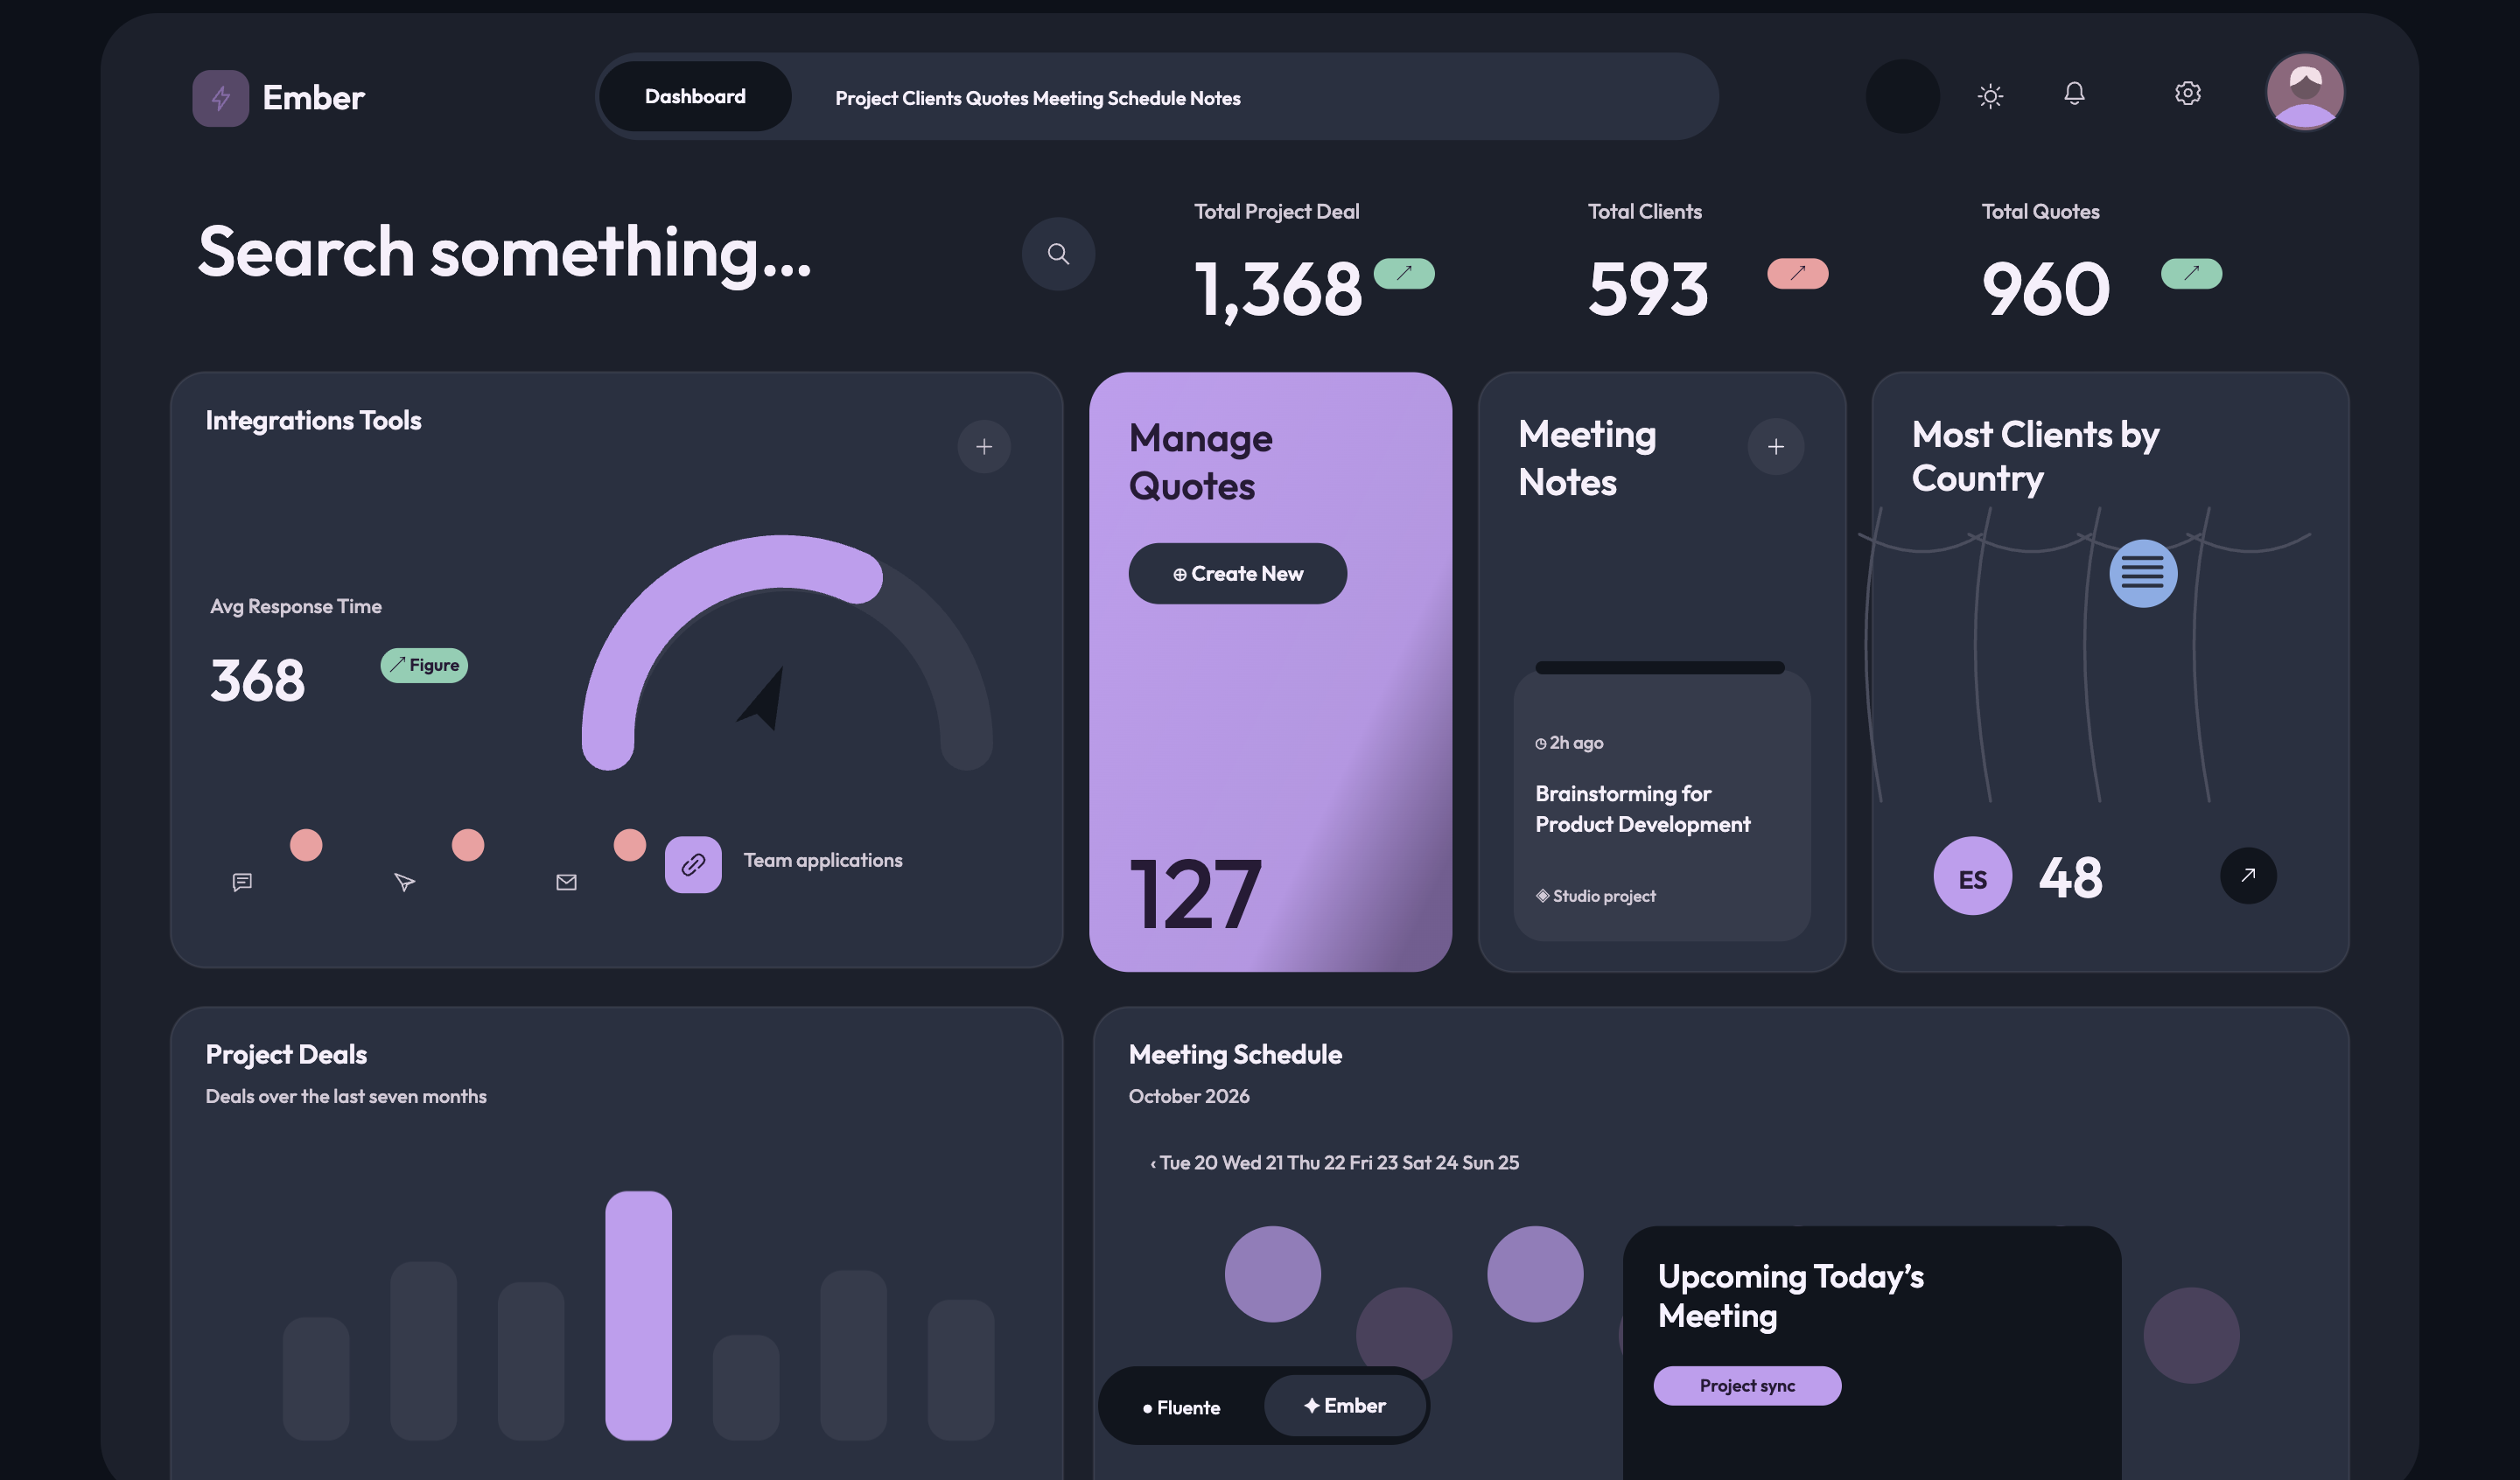 Ember
Dashboard
Project Clients Quotes Meeting Schedule Notes
Search something...
Total Project Deal
1,368
Total Clients
593
Total Quotes
960
Integrations Tools
Avg Response Time
368
Figure
Team applications
Manage
Quotes
⊕ Create New
127
Meeting
Notes
2h ago
Brainstorming for
Product Development
◈ Studio project
Most Clients by
Country
ES
48
Project Deals
Deals over the last seven months
Meeting Schedule
October 2026
‹ Tue 20 Wed 21 Thu 22 Fri 23 Sat 24 Sun 25
Upcoming Today’s
Meeting
Project sync
● Fluente
✦ Ember